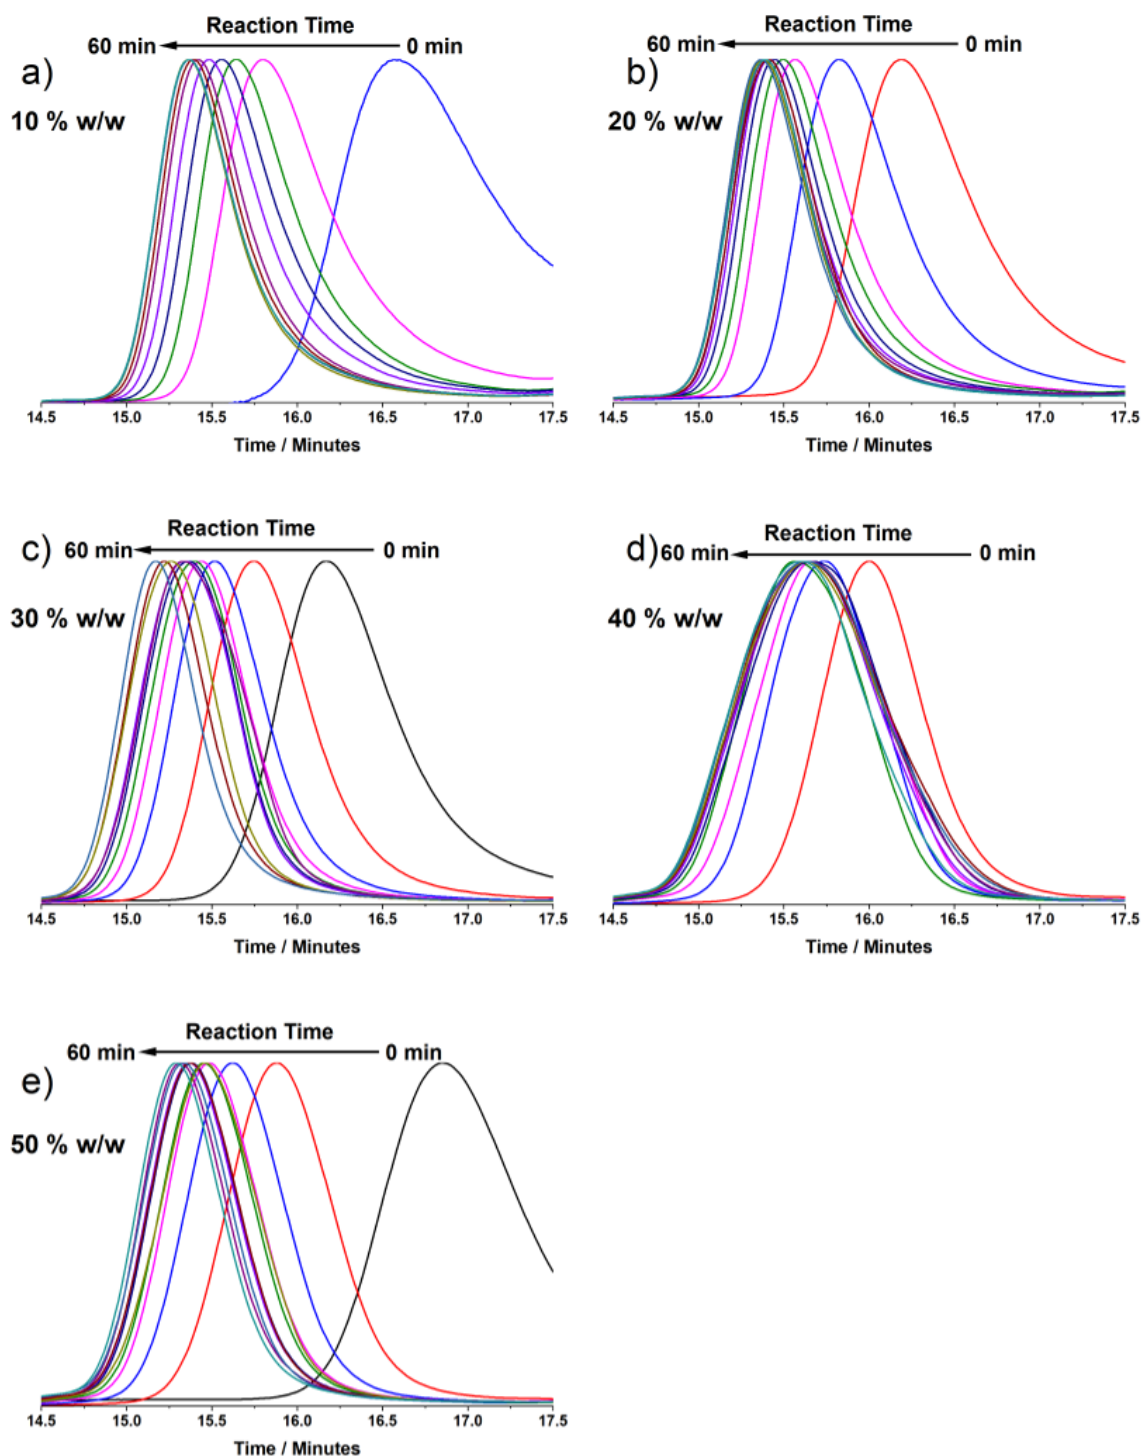 Reaction Time
60 min 0 min
a)
10 % w/w
14.5 15.0 15.5 16.0 16.5 17.0 17.5
Time / Minutes
Reaction Time
60 min 0 min
b)
20 % w/w
14.5 15.0 15.5 16.0 16.5 17.0 17.5
Time / Minutes
Reaction Time
60 min 0 min
c)
30 % w/w
14.5 15.0 15.5 16.0 16.5 17.0 17.5
Time / Minutes
Reaction Time
60 min 0 min
d)
40 % w/w
14.5 15.0 15.5 16.0 16.5 17.0 17.5
Time / Minutes
Reaction Time
60 min 0 min
e)
50 % w/w
14.5 15.0 15.5 16.0 16.5 17.0 17.5
Time / Minutes